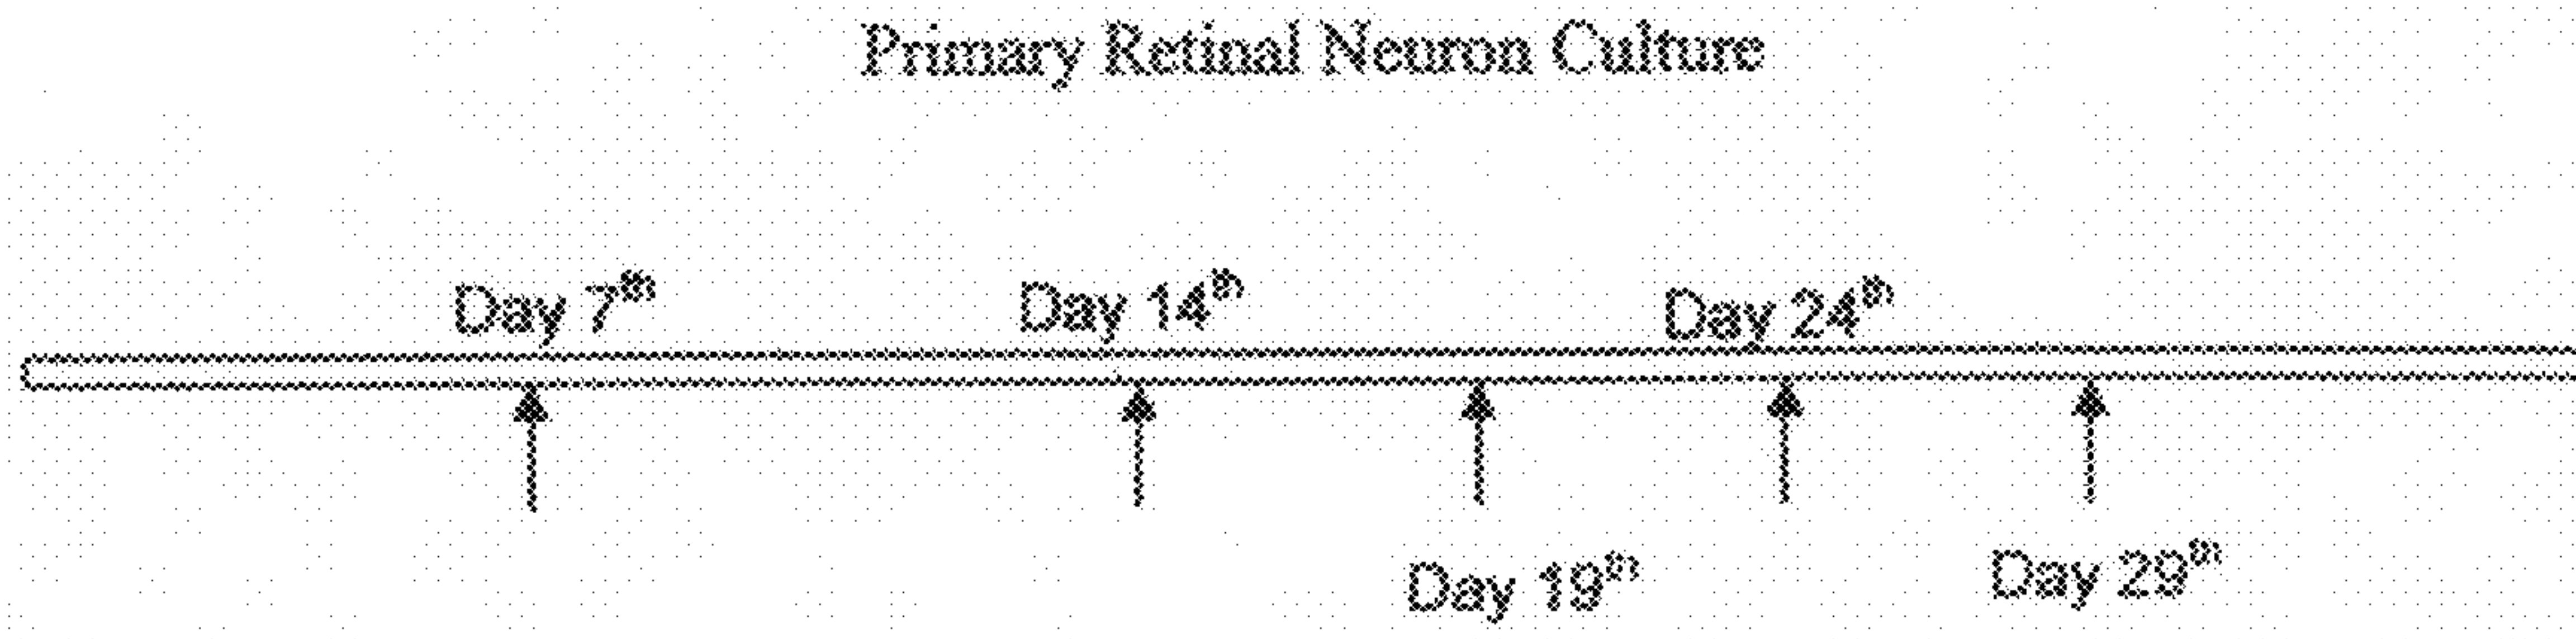 Primary Retinal Neuron Culture
Day 7th
Day 14th
Day 24th
Day 19th
Day 29th